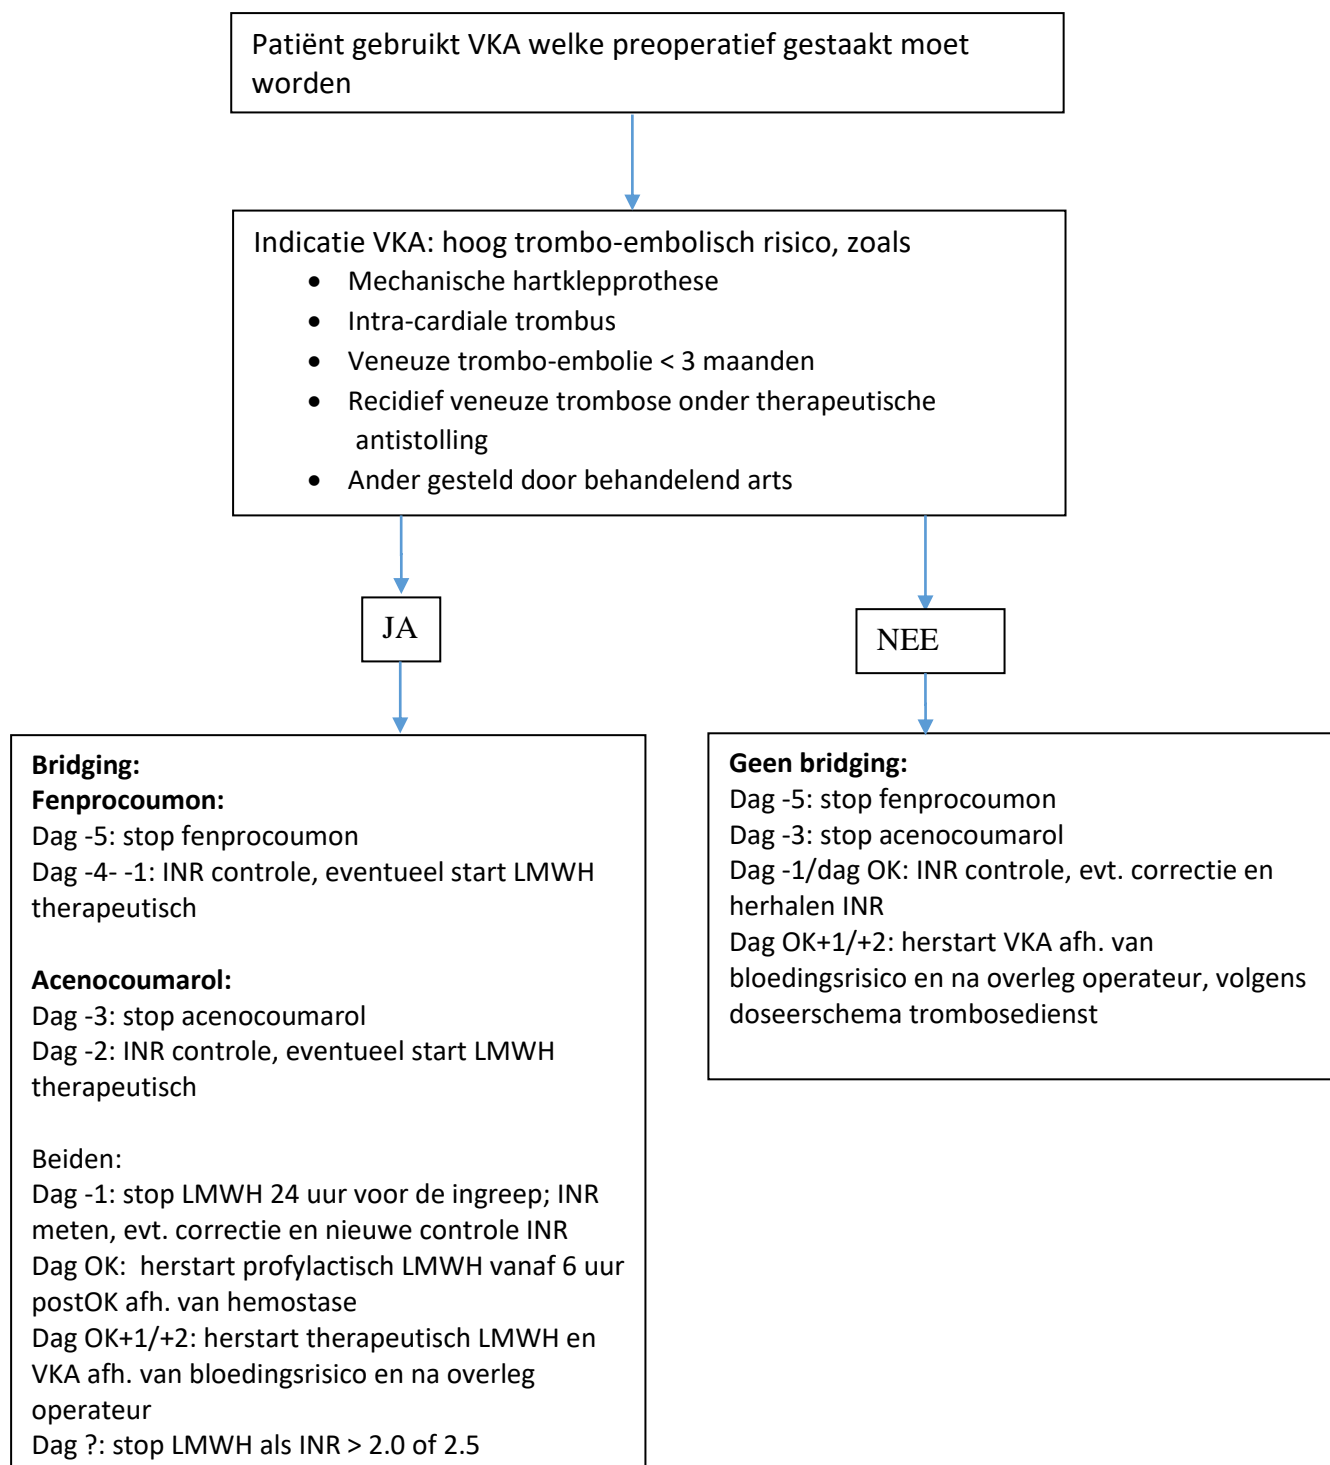 Patiënt gebruikt VKA welke preoperatief gestaakt moet
worden
Indicatie VKA: hoog trombo-embolisch risico, zoals
• Mechanische hartklepprothese
• Intra-cardiale trombus
• Veneuze trombo-embolie < 3 maanden
• Recidief veneuze trombose onder therapeutische
antistolling
• Ander gesteld door behandelend arts
JA
NEE
Bridging:
Fenprocoumon:
Dag -5: stop fenprocoumon
Dag -4- -1: INR controle, eventueel start LMWH
therapeutisch
Acenocoumarol:
Dag -3: stop acenocoumarol
Dag -2: INR controle, eventueel start LMWH
therapeutisch
Beiden:
Dag -1: stop LMWH 24 uur voor de ingreep; INR
meten, evt. correctie en nieuwe controle INR
Dag OK:  herstart profylactisch LMWH vanaf 6 uur
postOK afh. van hemostase
Dag OK+1/+2: herstart therapeutisch LMWH en
VKA afh. van bloedingsrisico en na overleg
operateur
Dag ?: stop LMWH als INR > 2.0 of 2.5
Geen bridging:
Dag -5: stop fenprocoumon
Dag -3: stop acenocoumarol
Dag -1/dag OK: INR controle, evt. correctie en
herhalen INR
Dag OK+1/+2: herstart VKA afh. van
bloedingsrisico en na overleg operateur, volgens
doseerschema trombosedienst